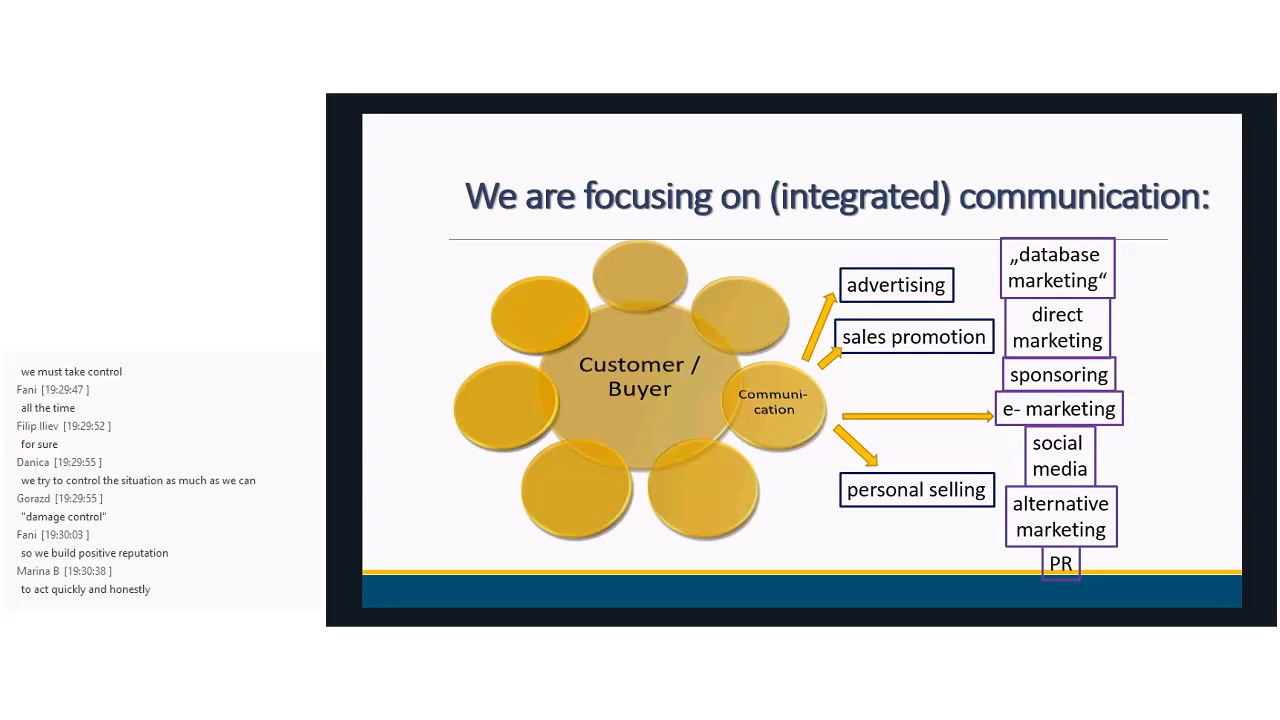 we must take control
Fani [19:29:47 ]
all the time
Filip Iliev [19:29:52 ]
for sure
Danica [19:29:55 ]
we try to control the situation as much as we can
Gorazd [19:29:55 ]
"damage control"
Fani [19:30:03 ]
so we build positive reputation
Marina B [19:30:38 ]
to act quickly and honestly
We are focusing on (integrated) communication:
Customer /
Buyer
Communi-
cation
advertising
sales promotion
personal selling
„database
marketing“
direct
marketing
sponsoring
e- marketing
social
media
alternative
marketing
PR